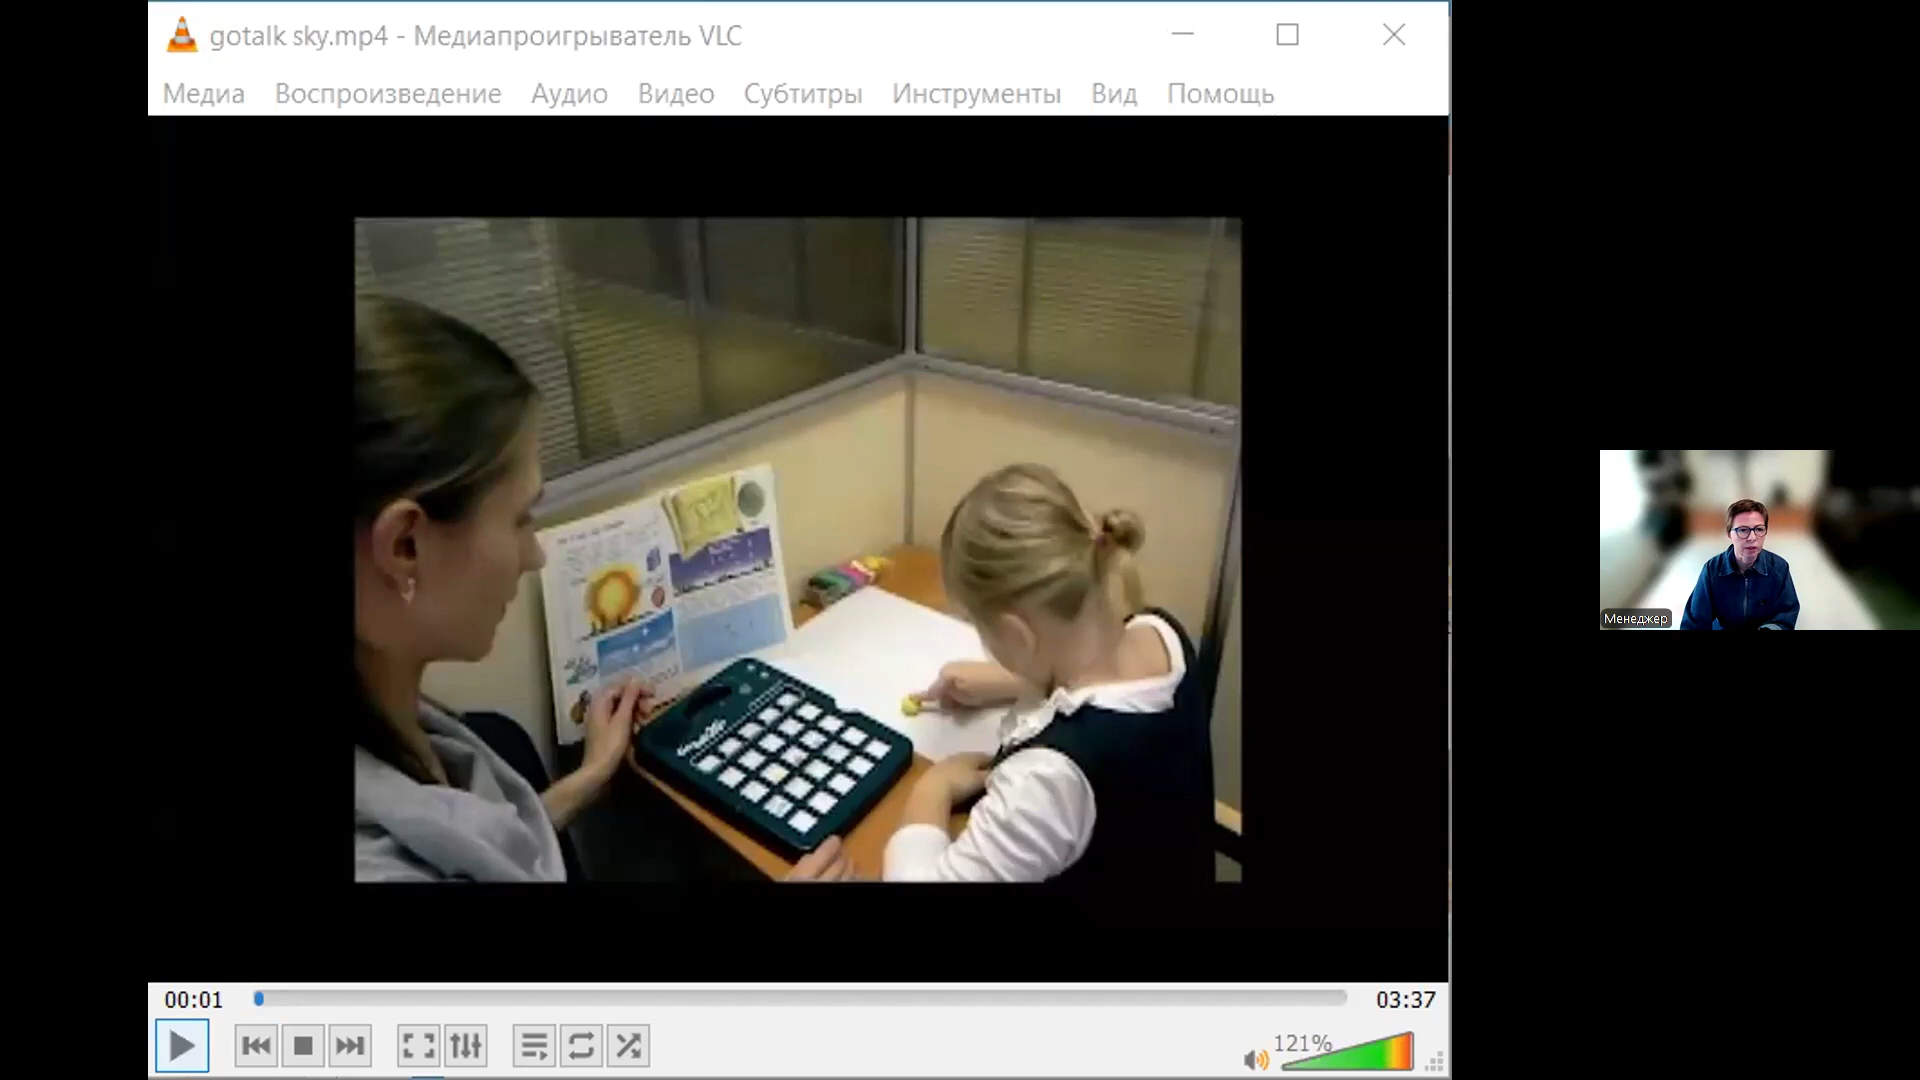 gotalk sky.mp4 - Медиапроигрыватель VLC
Медиа Воспроизведение Аудио Видео Субтитры Инструменты Вид Помощь
Менеджер
00:01 03:37
121%